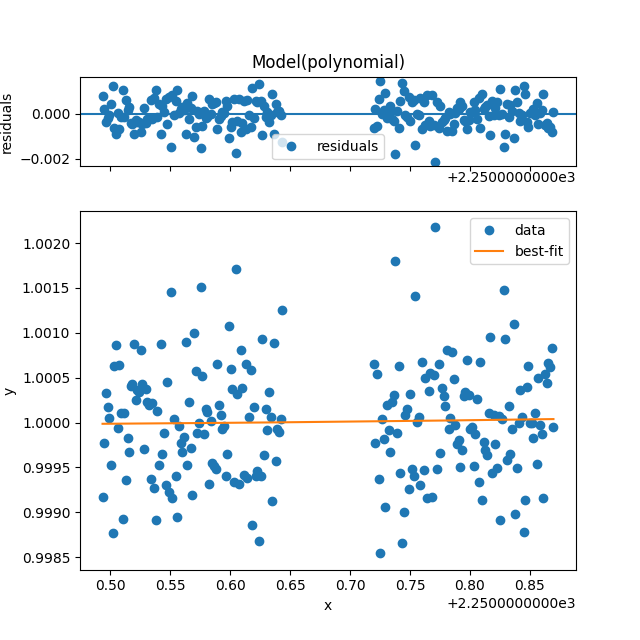 Model(polynomial)
residuals
0.000
−0.002
residuals
+2.2500000000e3
y
1.0020
1.0015
1.0010
1.0005
1.0000
0.9995
0.9990
0.9985
data
best-fit
0.50 0.55 0.60 0.65 0.70 0.75 0.80 0.85
x
+2.2500000000e3